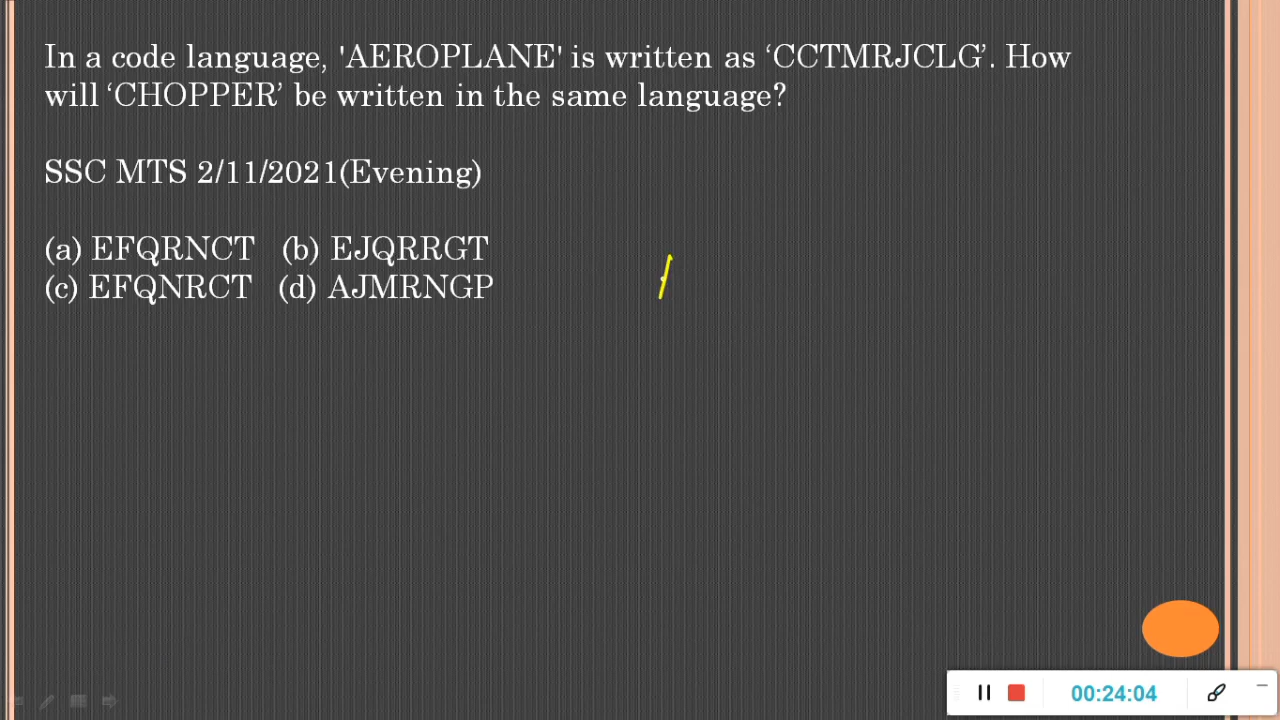 In a code language, 'AEROPLANE' is written as ‘CCTMRJCLG’. How
will ‘CHOPPER’ be written in the same language?
SSC MTS 2/11/2021(Evening)
(a) EFQRNCT (b) EJQRRGT
(c) EFQNRCT (d) AJMRNGP
00:24:04